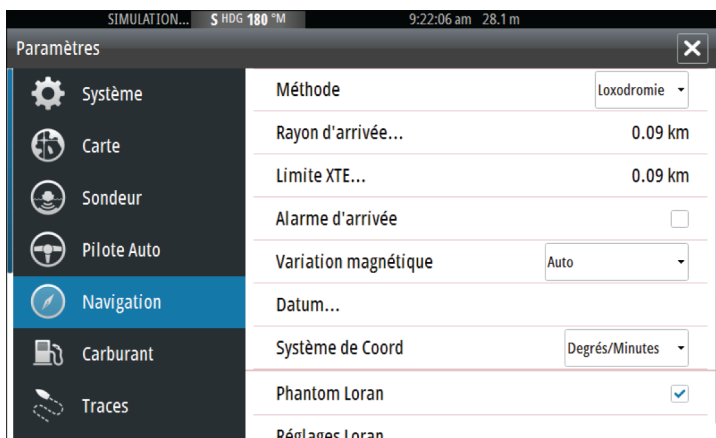 SIMULATION... S HDG 180 °M 9:22:06 am 28.1 m
Paramètres
Système
Carte
Sondeur
Pilote Auto
Navigation
Carburant
Traces
Méthode Loxodromie
Rayon d'arrivée... 0.09 km
Limite XTE... 0.09 km
Alarme d'arrivée
Variation magnétique Auto
Datum...
Système de Coord Degrés/Minutes
Phantom Loran
Réglages Loran